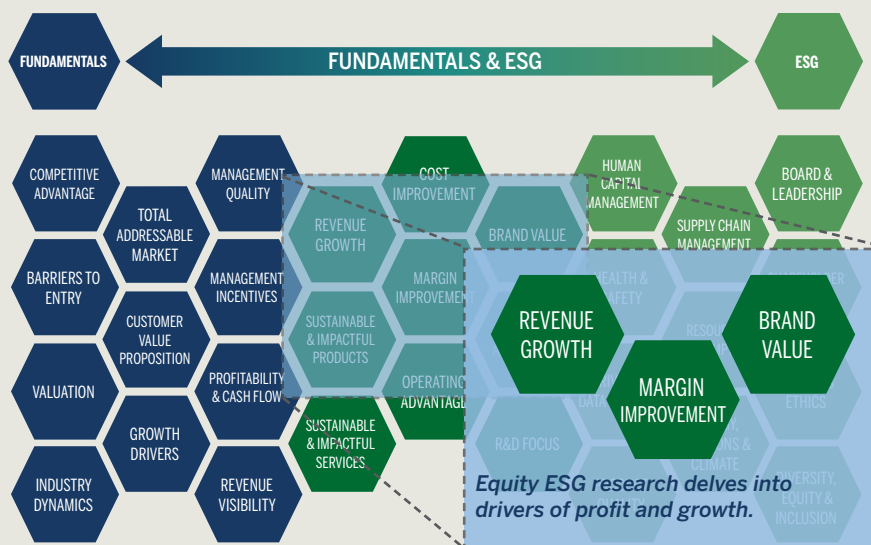 FUNDAMENTALS
FUNDAMENTALS & ESG
ESG
COMPETITIVE
ADVANTAGE
BARRIERS TO
ENTRY
VALUATION
INDUSTRY
DYNAMICS
TOTAL
ADDRESSABLE
MARKET
CUSTOMER
VALUE
PROPOSITION
GROWTH
DRIVERS
MANAGEMENT
QUALITY
MANAGEMENT
INCENTIVES
PROFITABILITY
& CASH FLOW
REVENUE
VISIBILITY
REVENUE
GROWTH
SUSTAINABLE
& IMPACTFUL
PRODUCTS
SUSTAINABLE
& IMPACTFUL
SERVICES
COST
IMPROVEMENT
MARGIN
IMPROVEMENT
OPERATING
ADVANTAGE
BRAND VALUE
R&D FOCUS
HUMAN
CAPITAL
MANAGEMENT
HEALTH &
SAFETY
SUPPLY CHAIN
MANAGEMENT
CLIMATE
BOARD &
LEADERSHIP
ETHICS
DIVERSITY,
EQUITY &
INCLUSION
REVENUE
GROWTH
MARGIN
IMPROVEMENT
BRAND
VALUE
Equity ESG research delves into
drivers of profit and growth.